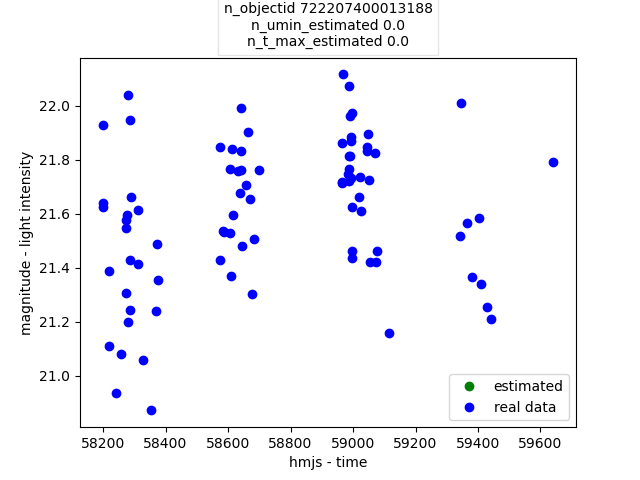 n_objectid 722207400013188
n_umin_estimated 0.0
n_t_max_estimated 0.0
magnitude - light intensity
22.0
21.8
21.6
21.4
21.2
21.0
58200 58400 58600 58800 59000 59200 59400 59600
hmjs - time
estimated
real data